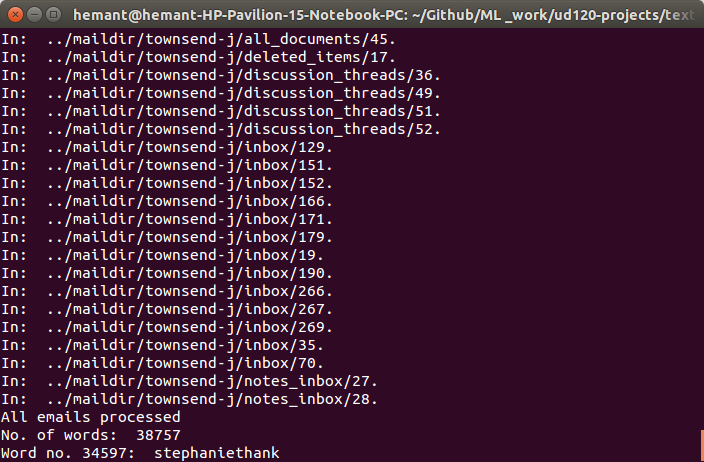 hemant@hemant-HP-Pavilion-15-Notebook-PC: ~/Github/ML _work/ud120-projects/text
In:  ../maildir/townsend-j/all_documents/45.
In:  ../maildir/townsend-j/deleted_items/17.
In:  ../maildir/townsend-j/discussion_threads/36.
In:  ../maildir/townsend-j/discussion_threads/49.
In:  ../maildir/townsend-j/discussion_threads/51.
In:  ../maildir/townsend-j/discussion_threads/52.
In:  ../maildir/townsend-j/inbox/129.
In:  ../maildir/townsend-j/inbox/151.
In:  ../maildir/townsend-j/inbox/152.
In:  ../maildir/townsend-j/inbox/166.
In:  ../maildir/townsend-j/inbox/171.
In:  ../maildir/townsend-j/inbox/179.
In:  ../maildir/townsend-j/inbox/19.
In:  ../maildir/townsend-j/inbox/190.
In:  ../maildir/townsend-j/inbox/266.
In:  ../maildir/townsend-j/inbox/267.
In:  ../maildir/townsend-j/inbox/269.
In:  ../maildir/townsend-j/inbox/35.
In:  ../maildir/townsend-j/inbox/70.
In:  ../maildir/townsend-j/notes_inbox/27.
In:  ../maildir/townsend-j/notes_inbox/28.
All emails processed
No. of words:  38757
Word no. 34597:  stephaniethank